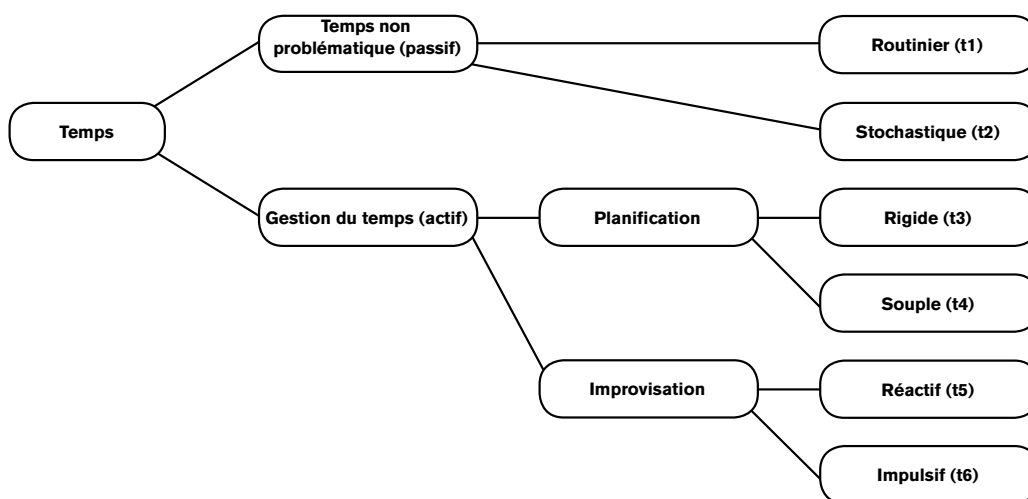 Temps non
problématique (passif)
Routinier (t1)
Temps
Stochastique (t2)
Gestion du temps (actif)
Planification
Rigide (t3)
Souple (t4)
Improvisation
Réactif (t5)
Impulsif (t6)